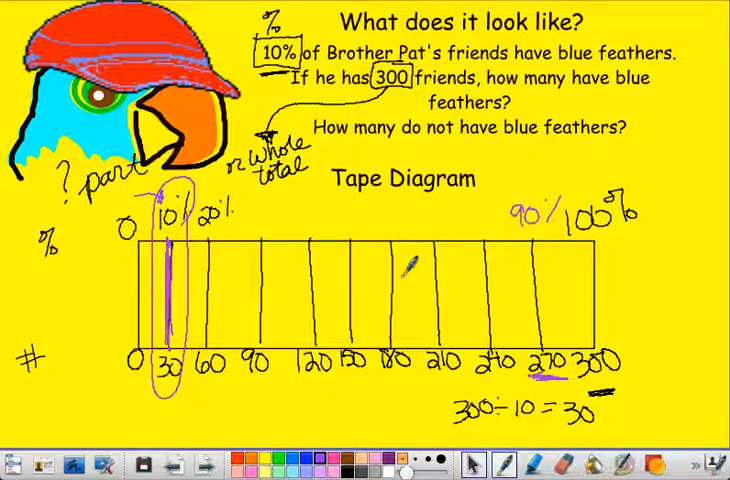 %
What does it look like?
10% of Brother Pat's friends have blue feathers.
If he has 300 friends, how many have blue
feathers?
How many do not have blue feathers?
or whole
total
? part
Tape Diagram
% 0 10% 20% 90% 100%
# 0 30 60 90 120 150 180 210 240 270 300
300 ÷ 10 = 30